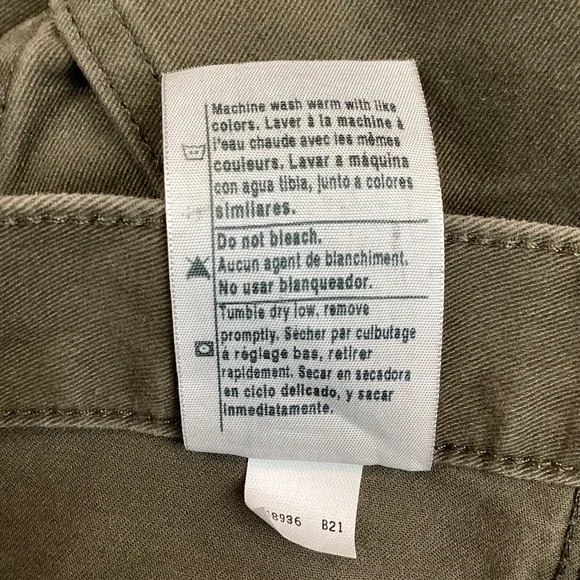 Machine wash warm with like
colors. Laver à la machine à
l'eau chaude avec les mêmes
couleurs. Lavar a máquina
con agua tibia, junto a colores
similares.
Do not bleach.
Aucun agent de blanchiment.
No usar blanqueador.
Tumble dry low, remove
promptly. Sécher par culbutage
à réglage bas, retirer
rapidement. Secar en secadora
en ciclo delicado, y sacar
inmediatamente.
8936 B21